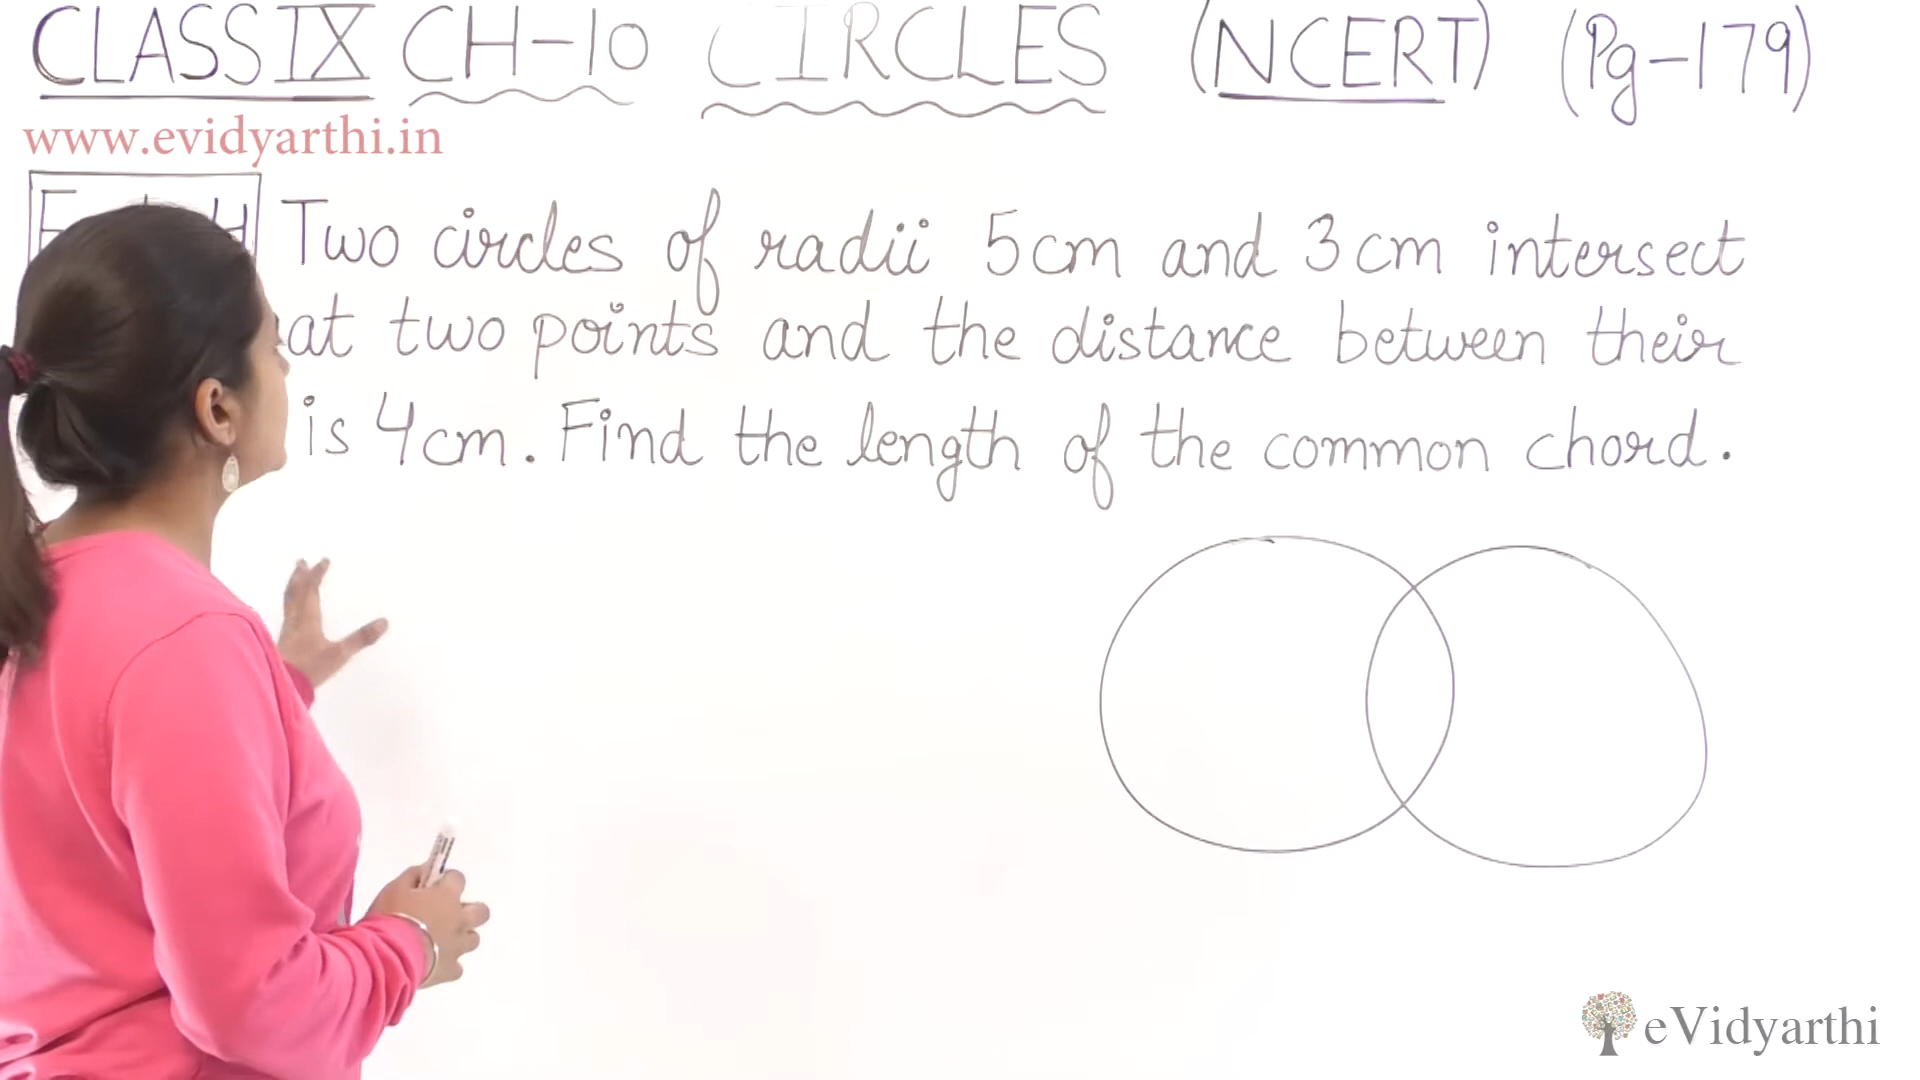 CLASS IX CH-10 CIRCLES (NCERT) (Pg-179)
www.evidyarthi.in
Two circles of radii 5cm and 3cm intersect
at two points and the distance between their
is 4cm. Find the length of the common chord.
eVidyarthi